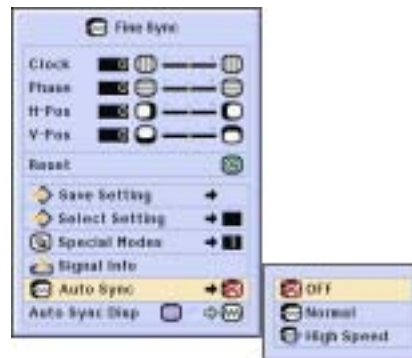 Fine Sync
Clock
Phase
H-Pos
V-Pos
Reset
Save Setting
Select Setting
Special Modes
Signal Info
Auto Sync
Auto Sync Disp
OFF
Normal
High Speed